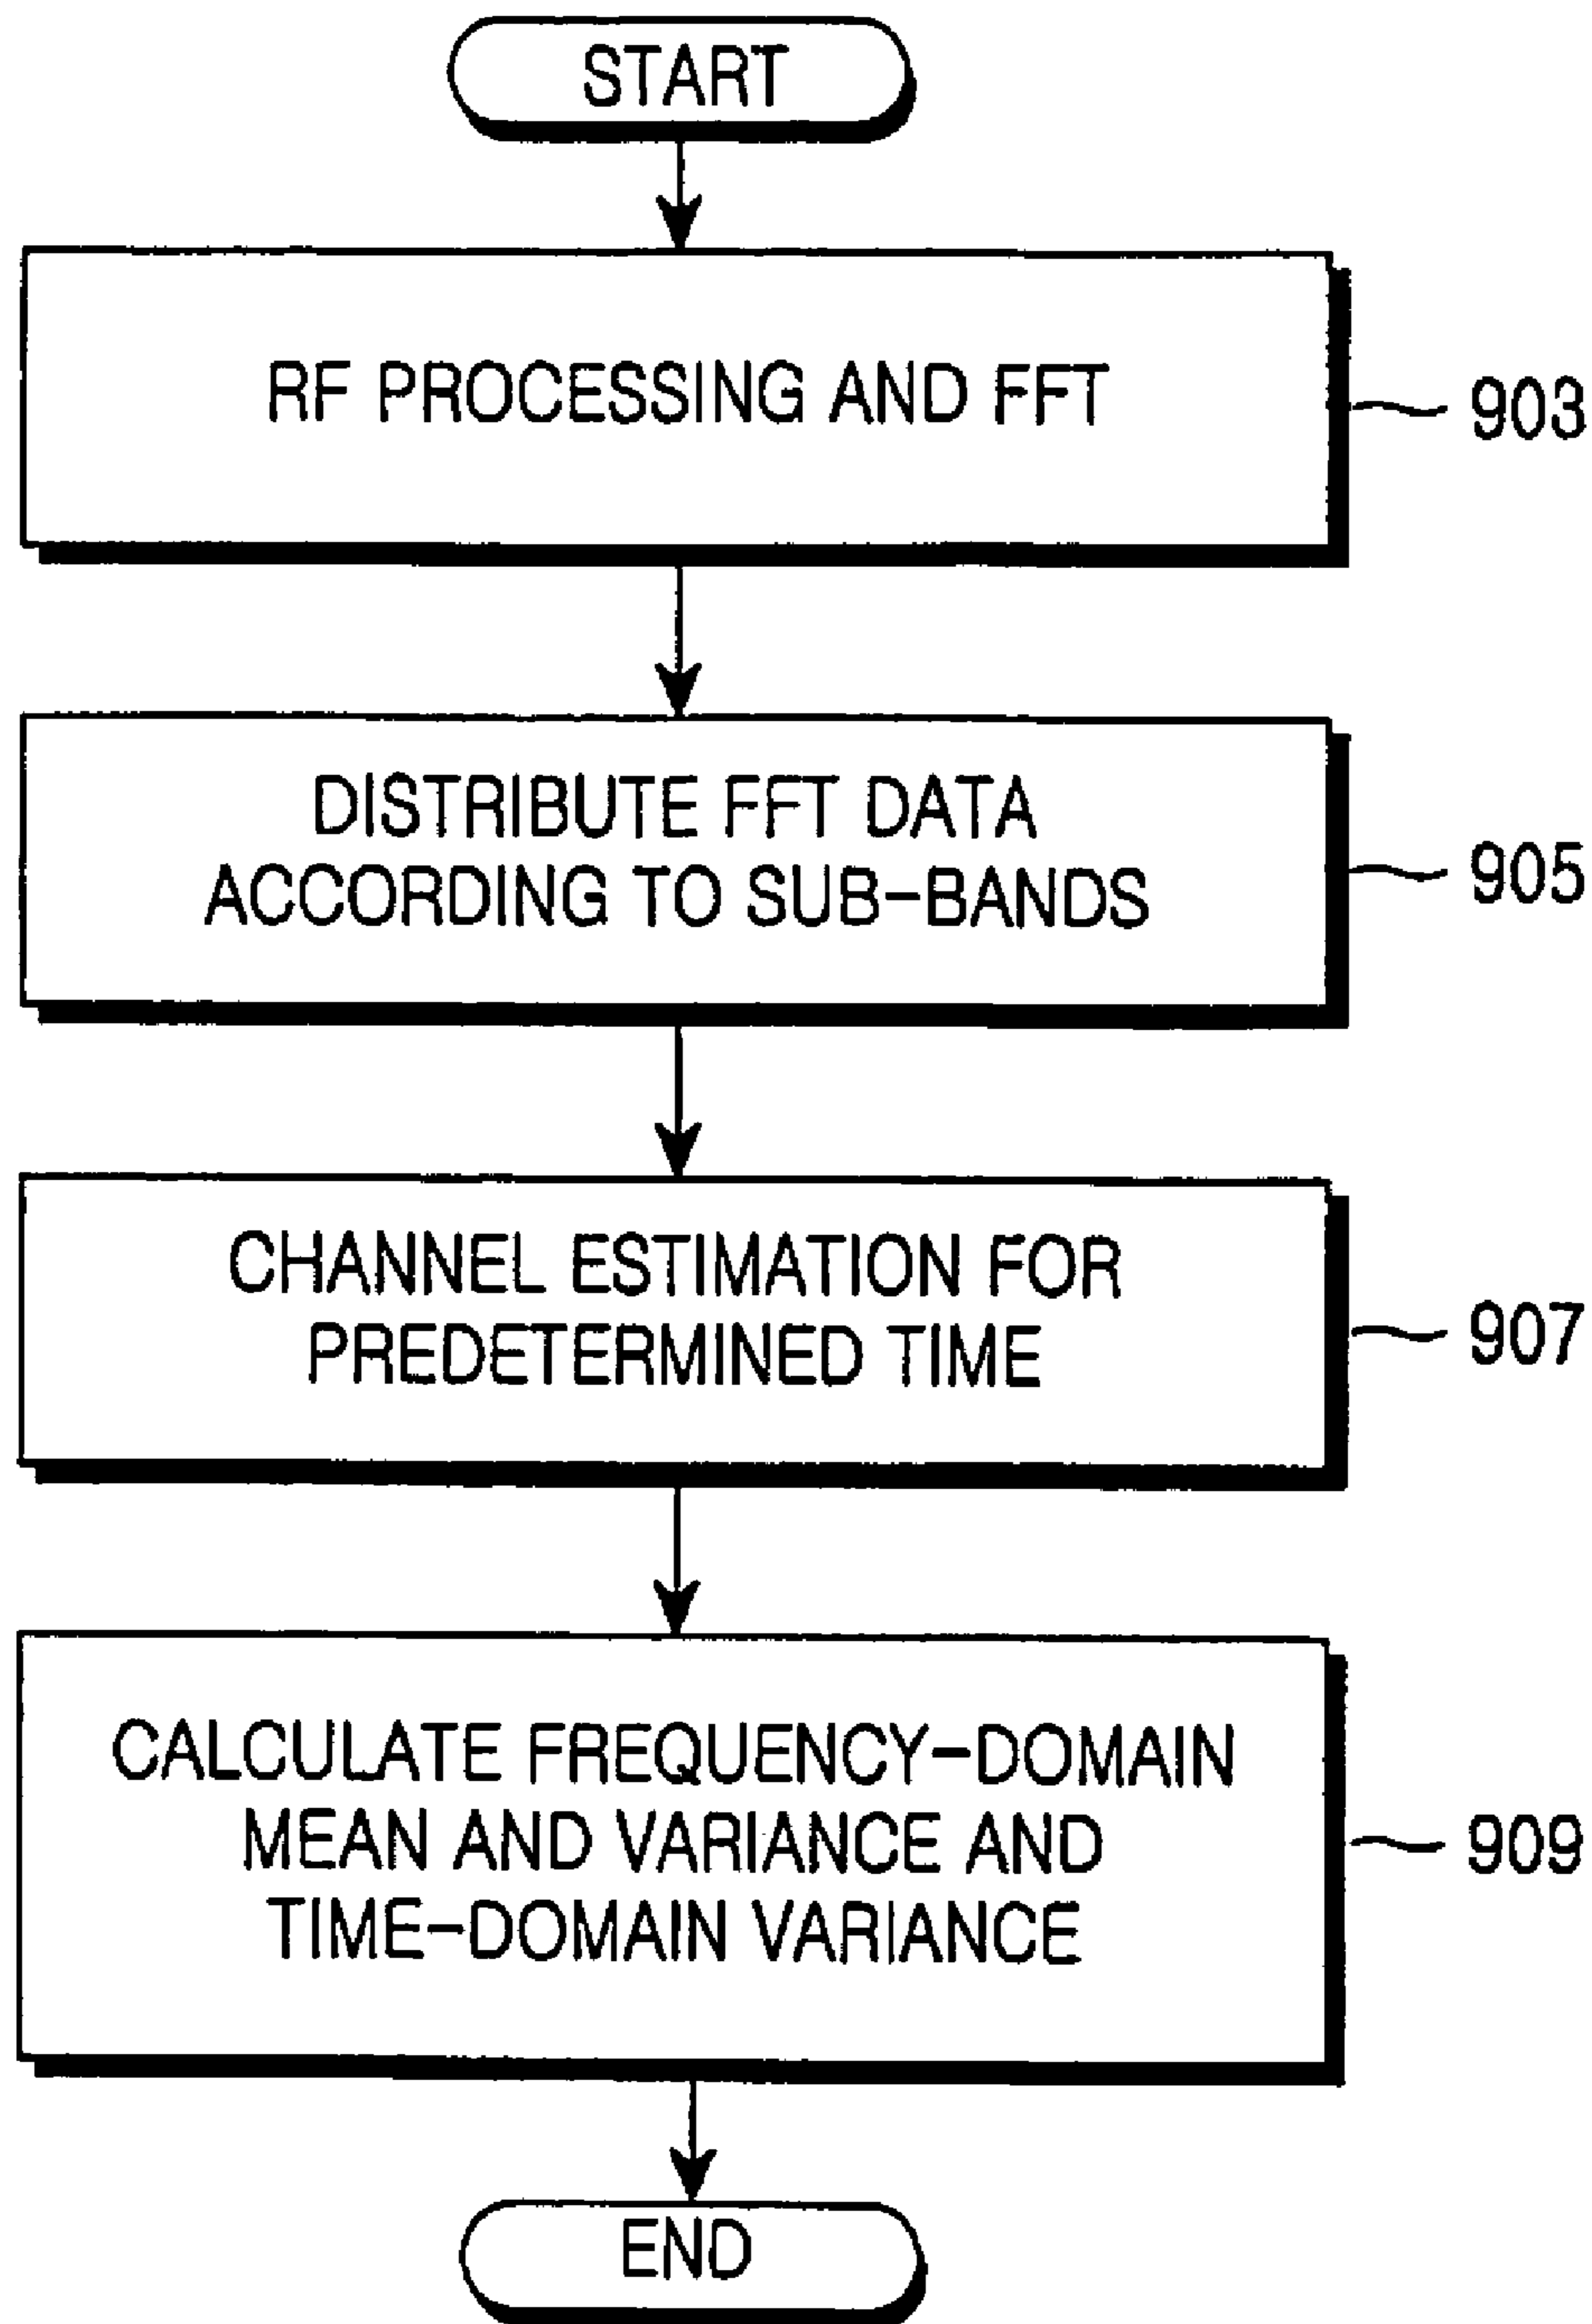 START
RF PROCESSING AND FFT
903
DISTRIBUTE FFT DATA
ACCORDING TO SUB-BANDS
905
CHANNEL ESTIMATION FOR
PREDETERMINED TIME
907
CALCULATE FREQUENCY-DOMAIN
MEAN AND VARIANCE AND
TIME-DOMAIN VARIANCE
909
END